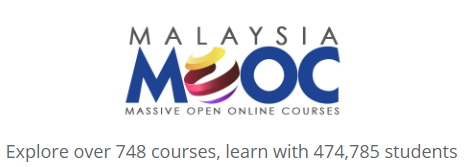 MALAYSIA
MOOC
MASSIVE OPEN ONLINE COURSES
Explore over 748 courses, learn with 474,785 students